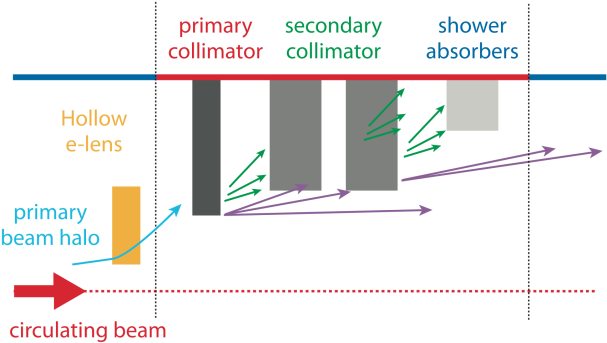 primary
collimator
secondary
collimator
shower
absorbers
Hollow
e-lens
primary
beam halo
circulating beam